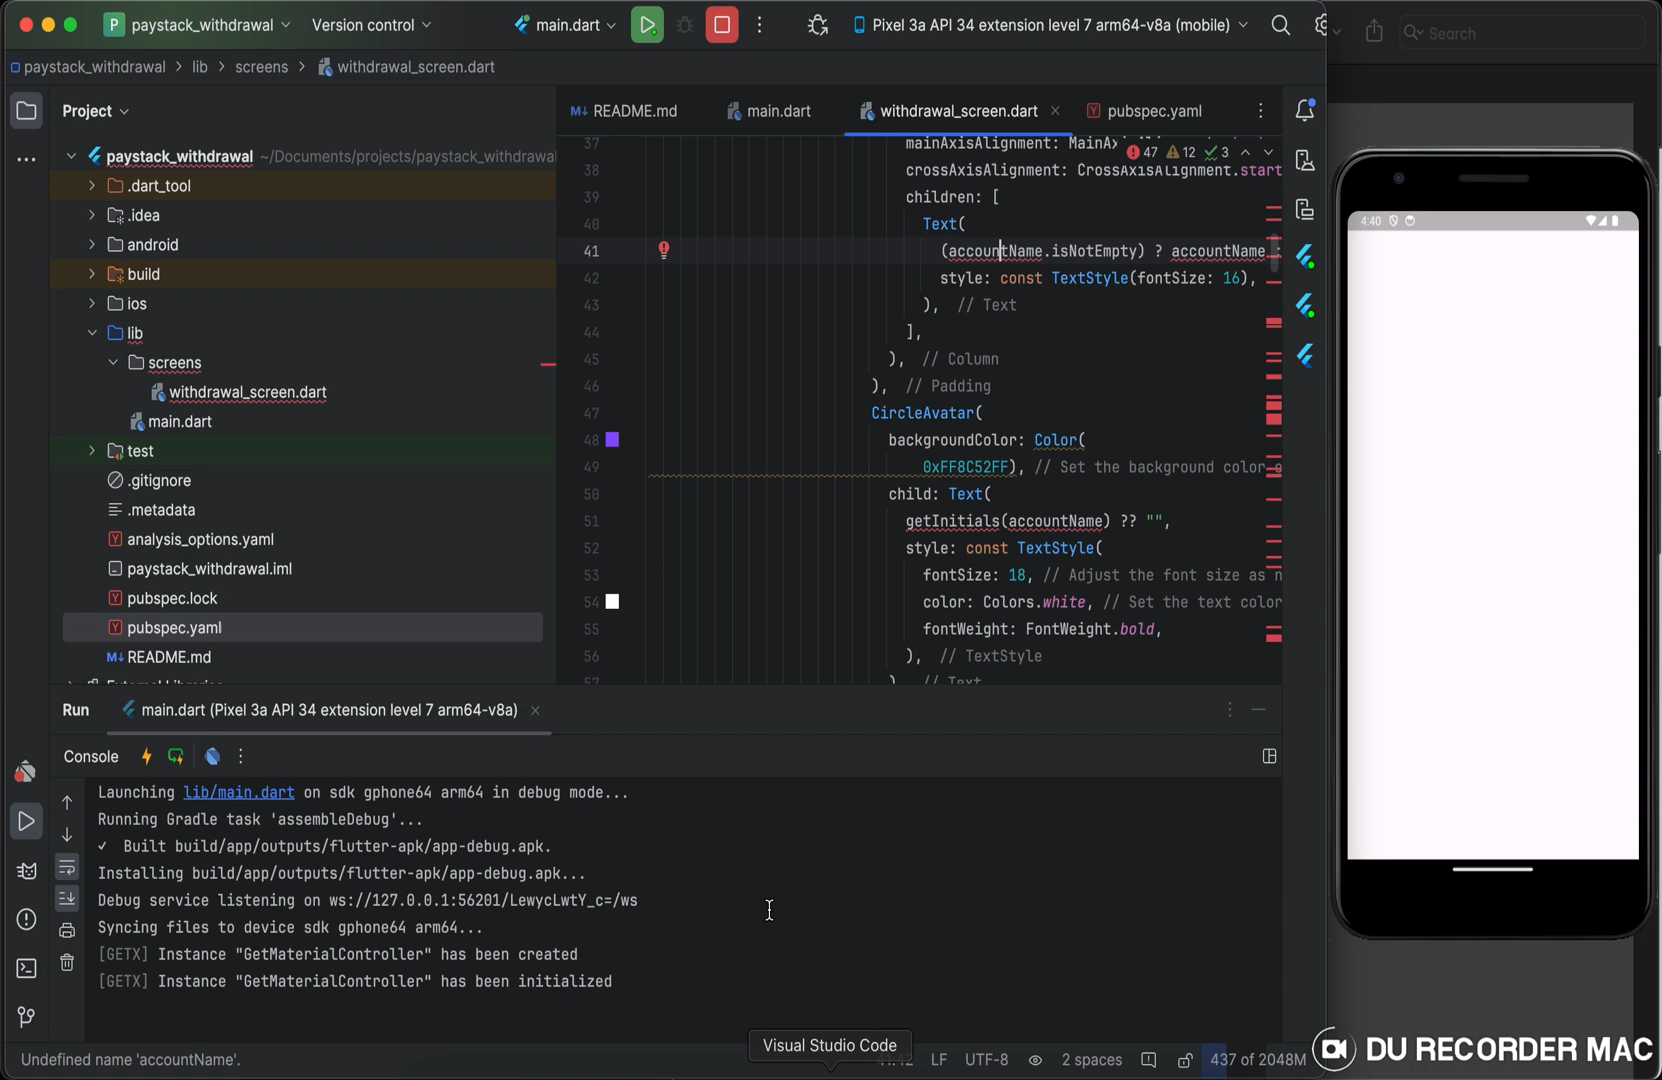 P paystack_withdrawal
Version control
main.dart
Pixel 3a API 34 extension level 7 arm64-v8a (mobile)
Search
paystack_withdrawal > lib > screens > withdrawal_screen.dart
Project
M↓ README.md
main.dart
withdrawal_screen.dart
pubspec.yaml
paystack_withdrawal ~/Documents/projects/paystack_withdrawa
.dart_tool
.idea
android
build
ios
lib
screens
withdrawal_screen.dart
main.dart
test
.gitignore
.metadata
analysis_options.yaml
paystack_withdrawal.iml
pubspec.lock
pubspec.yaml
M↓ README.md
47 12 3
37 mainAxisAlignment: MainAx
38 crossAxisAlignment: CrossAxisAlignment.start
39 children: [
40 Text(
41 (accountName.isNotEmpty) ? accountName
42 style: const TextStyle(fontSize: 16),
43 ), // Text
44 ],
45 ), // Column
46 ), // Padding
47 CircleAvatar(
48 backgroundColor: Color(
49 0xFF8C52FF), // Set the background color
50 child: Text(
51 getInitials(accountName) ?? "",
52 style: const TextStyle(
53 fontSize: 18, // Adjust the font size as n
54 color: Colors.white, // Set the text color
55 fontWeight: FontWeight.bold,
56 ), // TextStyle
57 ), // Text
4:40
Run
main.dart (Pixel 3a API 34 extension level 7 arm64-v8a)
Console
Launching lib/main.dart on sdk gphone64 arm64 in debug mode...
Running Gradle task 'assembleDebug'...
✓ Built build/app/outputs/flutter-apk/app-debug.apk.
Installing build/app/outputs/flutter-apk/app-debug.apk...
Debug service listening on ws://127.0.0.1:56201/LewycLwtY_c=/ws
Syncing files to device sdk gphone64 arm64...
[GETX] Instance "GetMaterialController" has been created
[GETX] Instance "GetMaterialController" has been initialized
Visual Studio Code
Undefined name 'accountName'.
LF UTF-8 2 spaces 437 of 2048M
DU RECORDER MAC